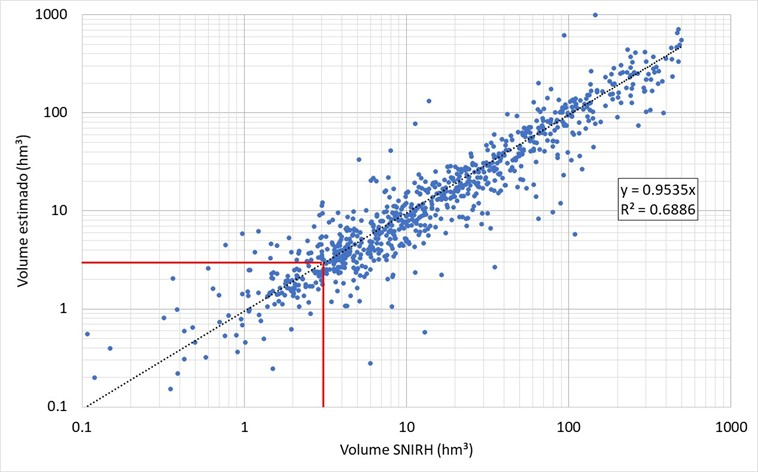 1000
100
10
1
0.1
Volume estimado (hm³)
y = 0.9535x
R² = 0.6886
0.1 1 10 100 1000
Volume SNIRH (hm³)